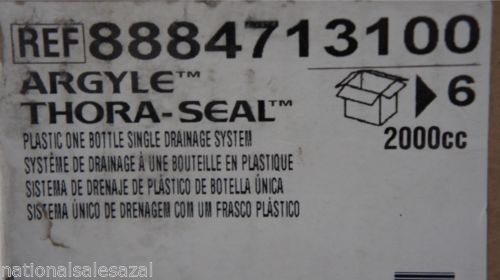 REF 8884713100
ARGYLE™
THORA-SEAL™
6
2000cc
PLASTIC ONE BOTTLE SINGLE DRAINAGE SYSTEM
SYSTÈME DE DRAINAGE À UNE BOUTEILLE EN PLASTIQUE
SISTEMA DE DRENAJE DE PLÁSTICO DE BOTELLA ÚNICA
SISTEMA ÚNICO DE DRENAGEM COM UM FRASCO PLÁSTICO
nationalsalesazal